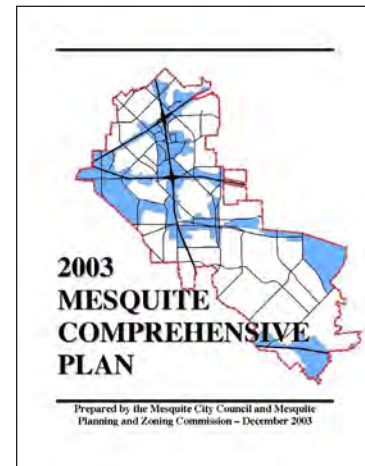 2003
MESQUITE
COMPREHENSIVE
PLAN
Prepared by the Mesquite City Council and Mesquite
Planning and Zoning Commission – December 2003